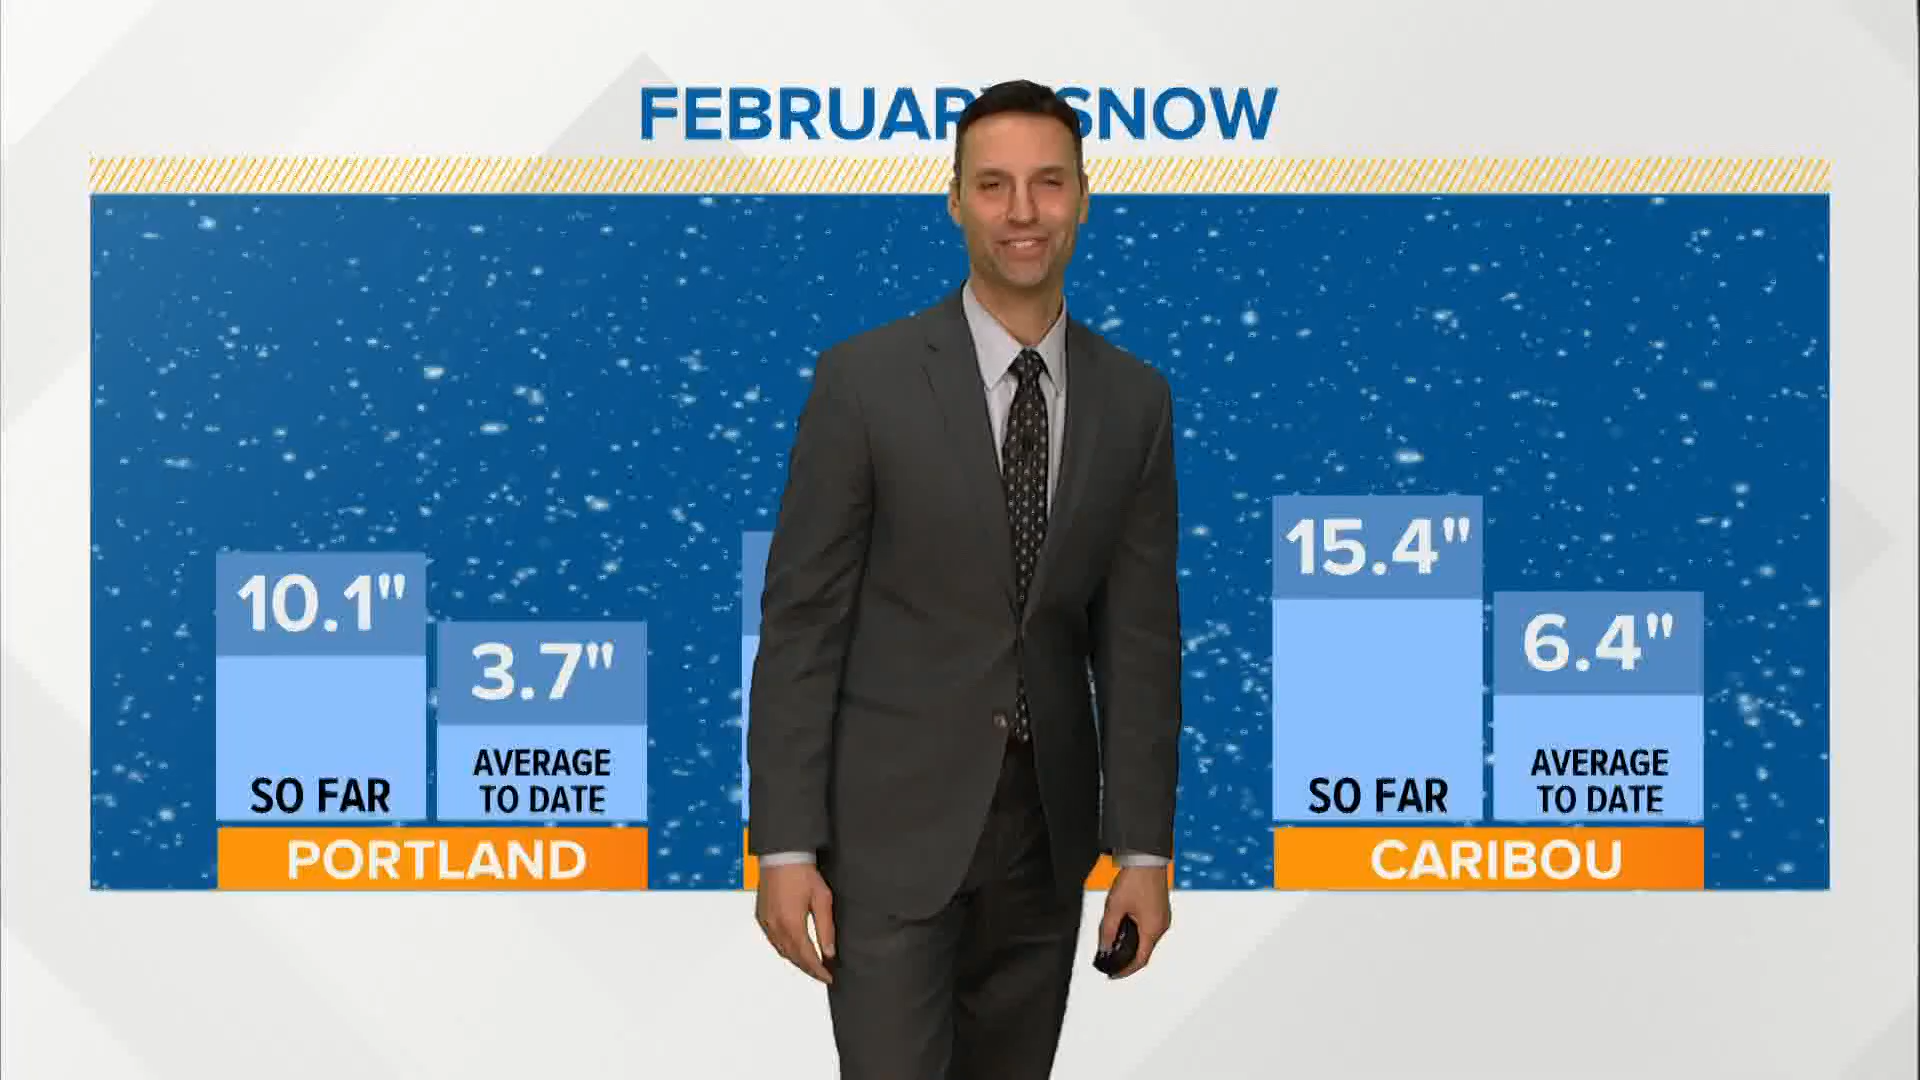 FEBRUARY SNOW
10.1"
3.7"
SO FAR
AVERAGE
TO DATE
PORTLAND
15.4"
6.4"
SO FAR
AVERAGE
TO DATE
CARIBOU